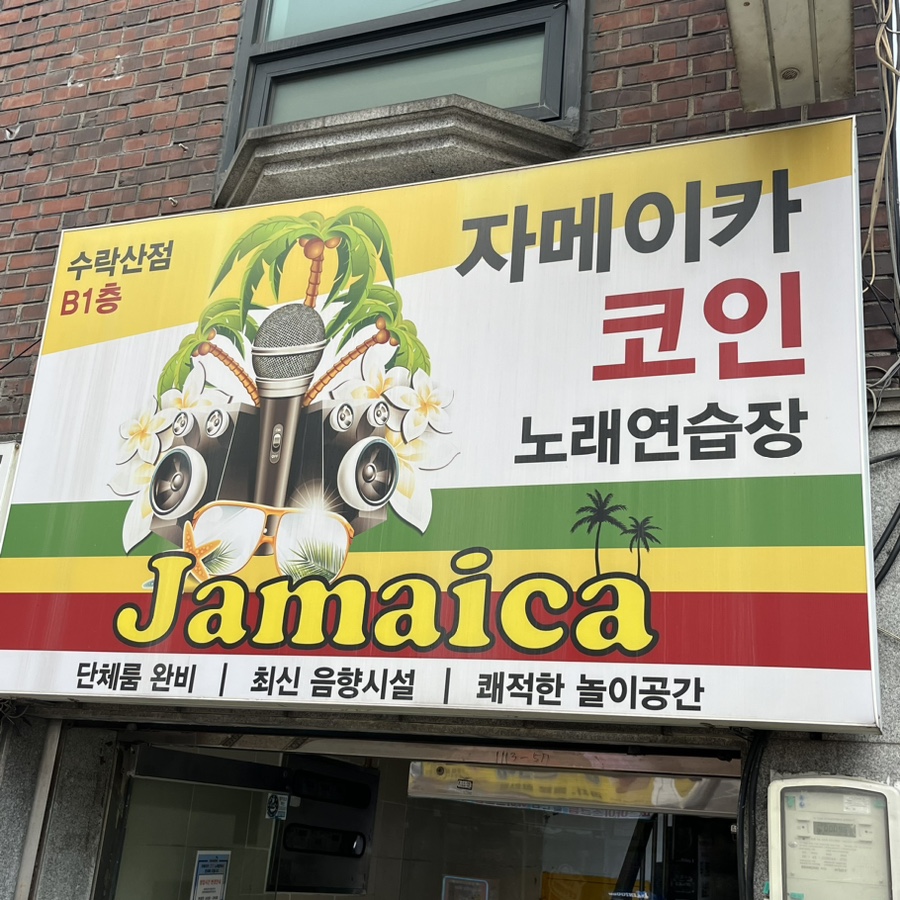 수락산점
B1층
자메이카
코인
노래연습장
Jamaica
단체룸 완비 | 최신 음향시설 | 쾌적한 놀이공간